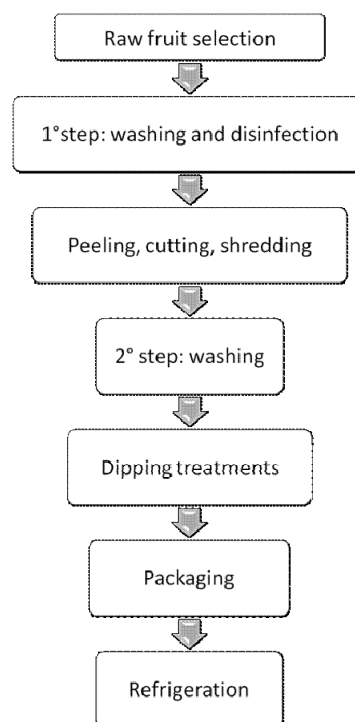 Raw fruit selection
1°step: washing and disinfection
Peeling, cutting, shredding
2° step: washing
Dipping treatments
Packaging
Refrigeration